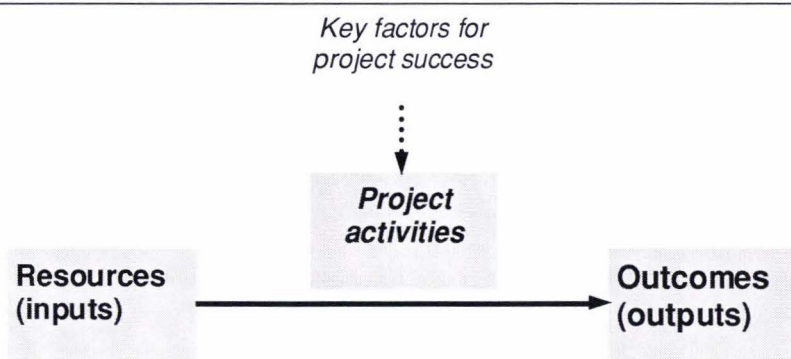 Key factors for
project success
Project
activities
Resources
(inputs)
Outcomes
(outputs)